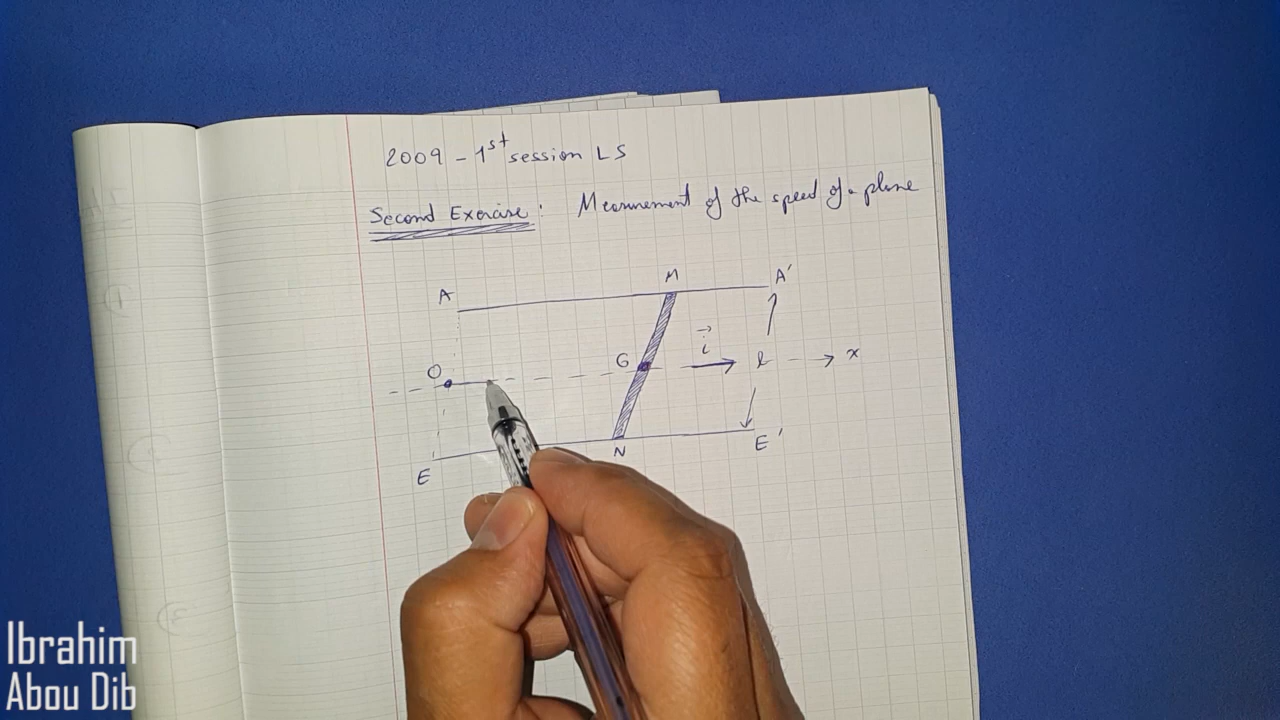 2009 - 1st session LS
Second Exercise: Measurement of the speed of a plane
M A'
A
i
G l x
O
E'
N
E
Ibrahim
Abou Dib